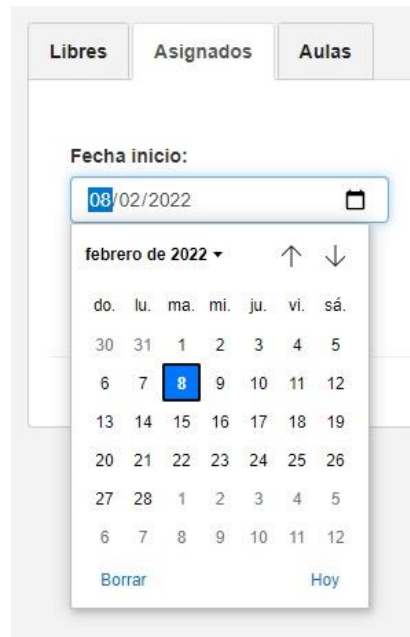 Libres Asignados Aulas
Fecha inicio:
08/02/2022
febrero de 2022
do. lu. ma. mi. ju. vi. sá.
30 31 1 2 3 4 5
6 7 8 9 10 11 12
13 14 15 16 17 18 19
20 21 22 23 24 25 26
27 28 1 2 3 4 5
6 7 8 9 10 11 12
Borrar Hoy